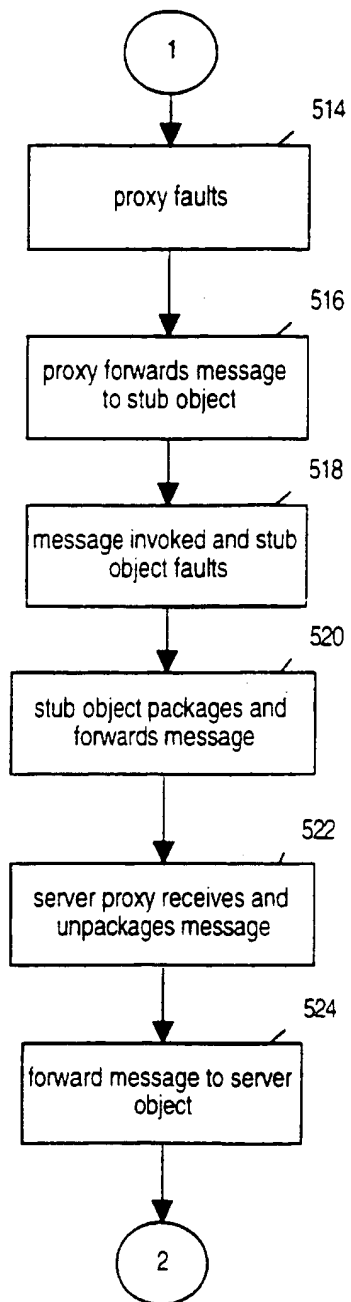 1
514
proxy faults
516
proxy forwards message
to stub object
518
message invoked and stub
object faults
520
stub object packages and
forwards message
522
server proxy receives and
unpackages message
524
forward message to server
object
2